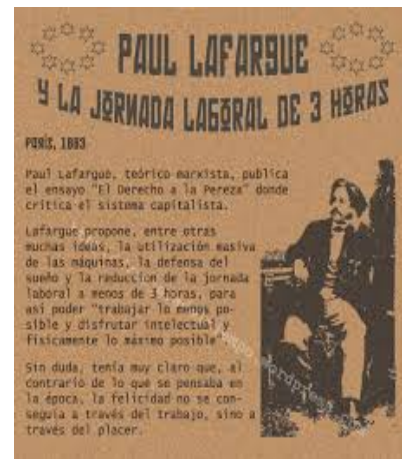 PAUL LAFARGUE
Y LA JORNADA LABORAL DE 3 HORAS
PARÍS, 1883
Paul Lafargue, teórico marxista, publica
el ensayo "El Derecho a la Pereza" donde
critica el sistema capitalista.
Lafargue propone, entre otras
muchas ideas, la utilización masiva
de las máquinas, la defensa del
sueño y la reducción de la jornada
laboral a menos de 3 horas, para
así poder "trabajar lo menos po-
sible y disfrutar intelectual y
físicamente lo máximo posible"
Sin duda, tenía muy claro que, al
contrario de lo que se pensaba en
la época, la felicidad no se con-
seguía a través del trabajo, sino a
través del placer.
.wordpress.com